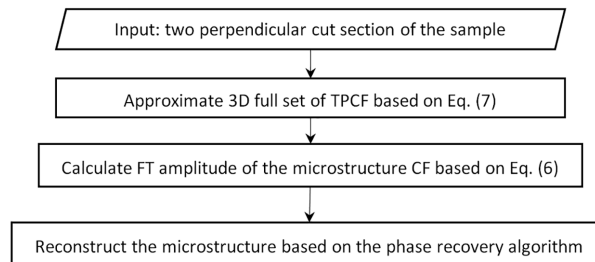 Input: two perpendicular cut section of the sample
Approximate 3D full set of TPCF based on Eq. (7)
Calculate FT amplitude of the microstructure CF based on Eq. (6)
Reconstruct the microstructure based on the phase recovery algorithm